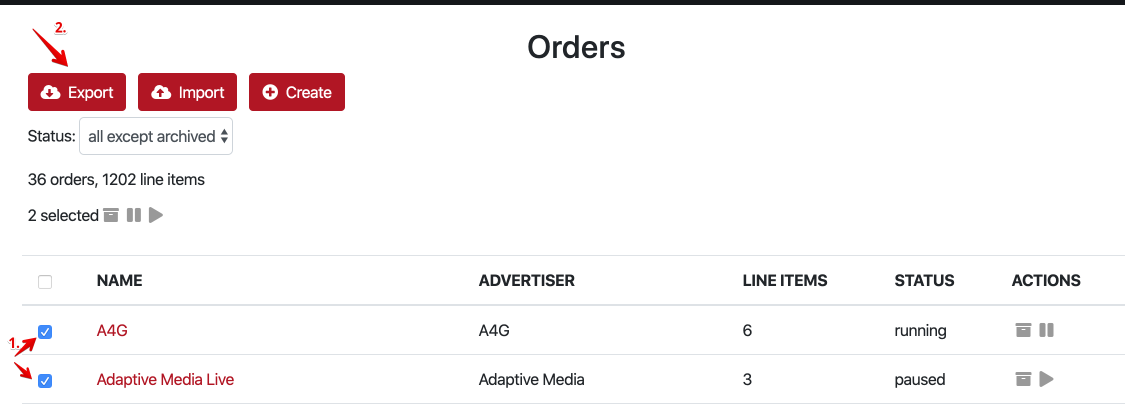 2.
Orders
Export Import Create
Status: all except archived
36 orders, 1202 line items
2 selected
NAME ADVERTISER LINE ITEMS STATUS ACTIONS
A4G A4G 6 running
1.
Adaptive Media Live Adaptive Media 3 paused